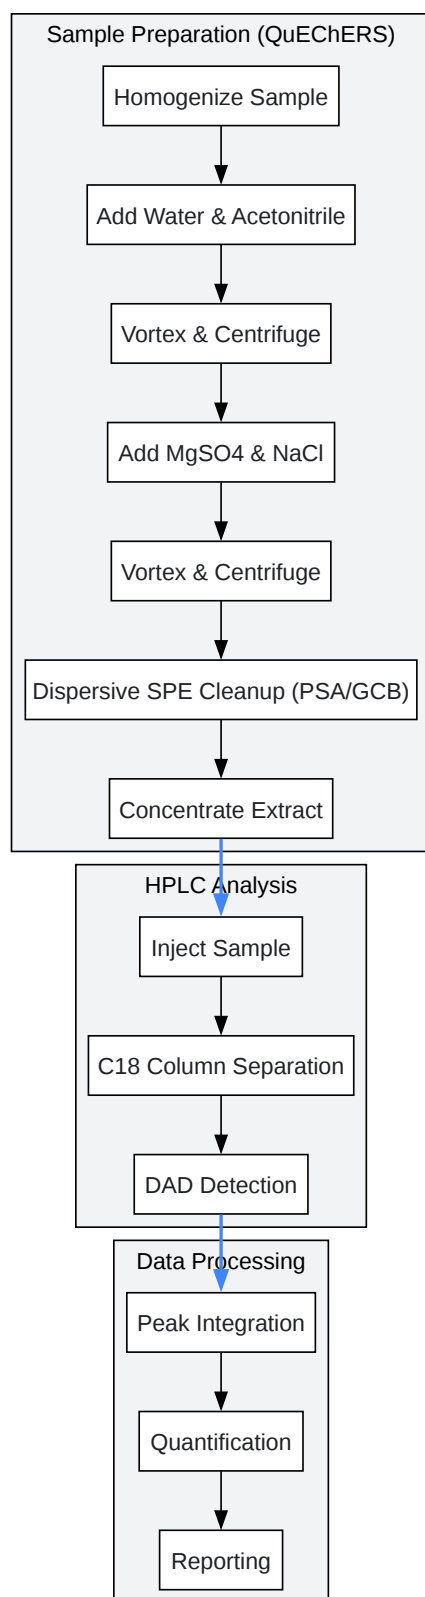 Sample Preparation (QuEChERS)
Homogenize Sample
Add Water & Acetonitrile
Vortex & Centrifuge
Add MgSO4 & NaCl
Vortex & Centrifuge
Dispersive SPE Cleanup (PSA/GCB)
Concentrate Extract
HPLC Analysis
Inject Sample
C18 Column Separation
DAD Detection
Data Processing
Peak Integration
Quantification
Reporting